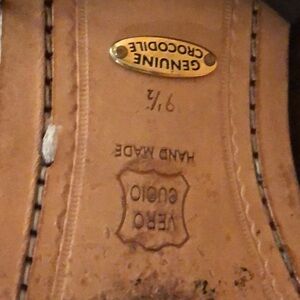 VERO
CUOIO
HAND MADE
9½
GENUINE
CROCODILE